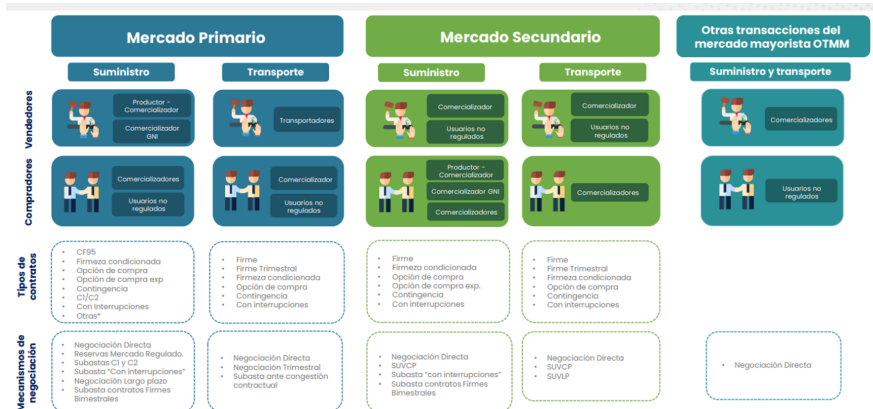 Mercado Primario
Mercado Secundario
Otras transacciones del
mercado mayorista OTMM
Suministro
Transporte
Suministro
Transporte
Suministro y transporte
Vendedores
Productor -
Comercializador
Comercializador
GNI
Transportadores
Comercializador
Usuarios no
regulados
Comercializador
Usuarios no
regulados
Comercializadores
Compradores
Comercializadores
Usuarios no
regulados
Comercializador
Usuarios no
regulados
Productor -
Comercializador
Comercializador GNI
Comercializadores
Comercializadores
Usuarios no
regulados
Tipos de
contratos
• CF95
• Firmeza condicionada
• Opción de compra
• Opción de compra exp
• Contingencia
• C1/C2
• Con Interrupciones
• Otras*
• Firme
• Firme Trimestral
• Firmeza condicionada
• Opción de compra
• Contingencia
• Con interrupciones
• Firme
• Firmeza condicionada
• Opción de compra
• Opción de compra exp.
• Contingencia
• Con interrupciones
• Firme
• Firme Trimestral
• Firmeza condicionada
• Opción de compra
• Contingencia
• Con interrupciones
Mecanismos de
negociación
• Negociación Directa
• Reservas Mercado Regulado.
• Subastas C1 y C2
• Subasta “Con interrupciones”
• Negociación Largo plazo
• Subasta contratos Firmes
Bimestrales
• Negociación Directa
• Negociación Trimestral
• Subasta ante congestión
contractual
• Negociación Directa
• SUVCP
• Subasta “con interrupciones”
• Subasta contratos Firmes
Bimestrales
• Negociación Directa
• SUVCP
• SUVLP
• Negociación Directa